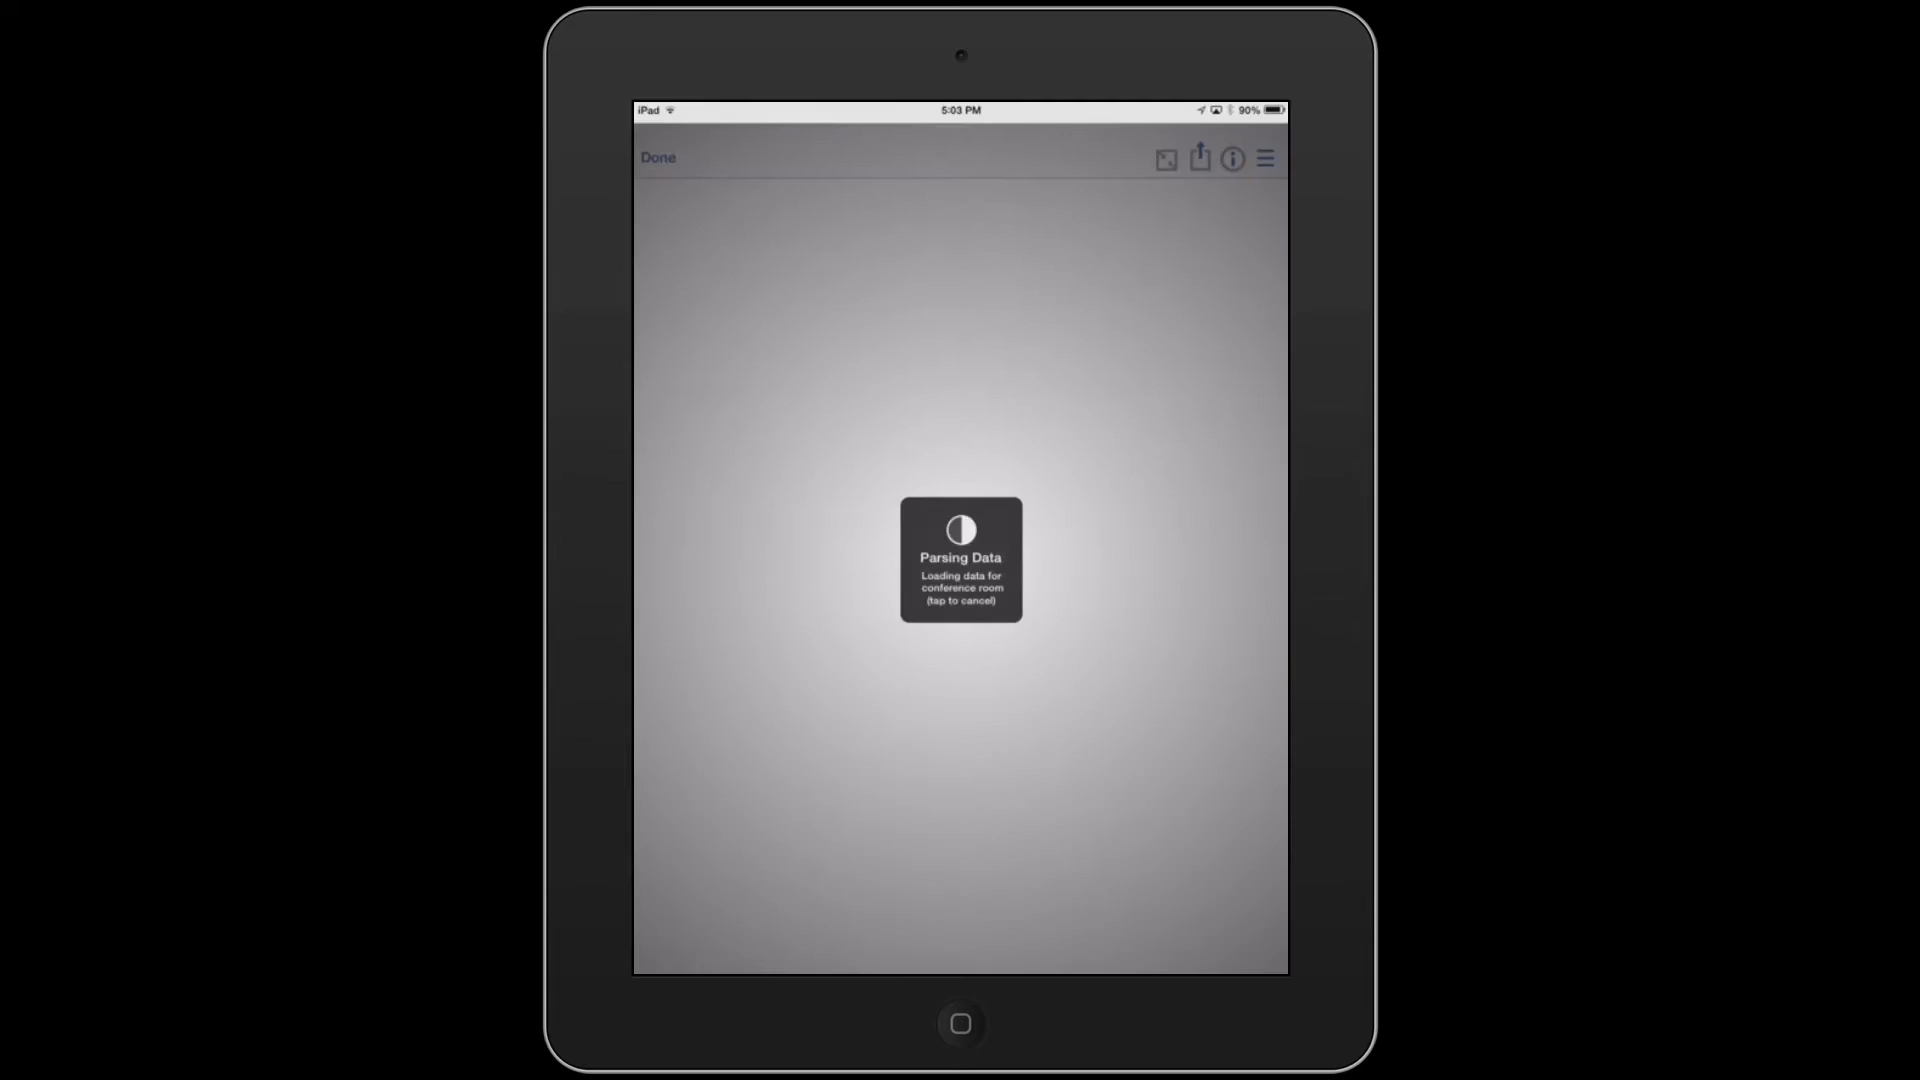 iPad 5:03 PM 90%
Done
Parsing Data
Loading data for
conference room
(tap to cancel)